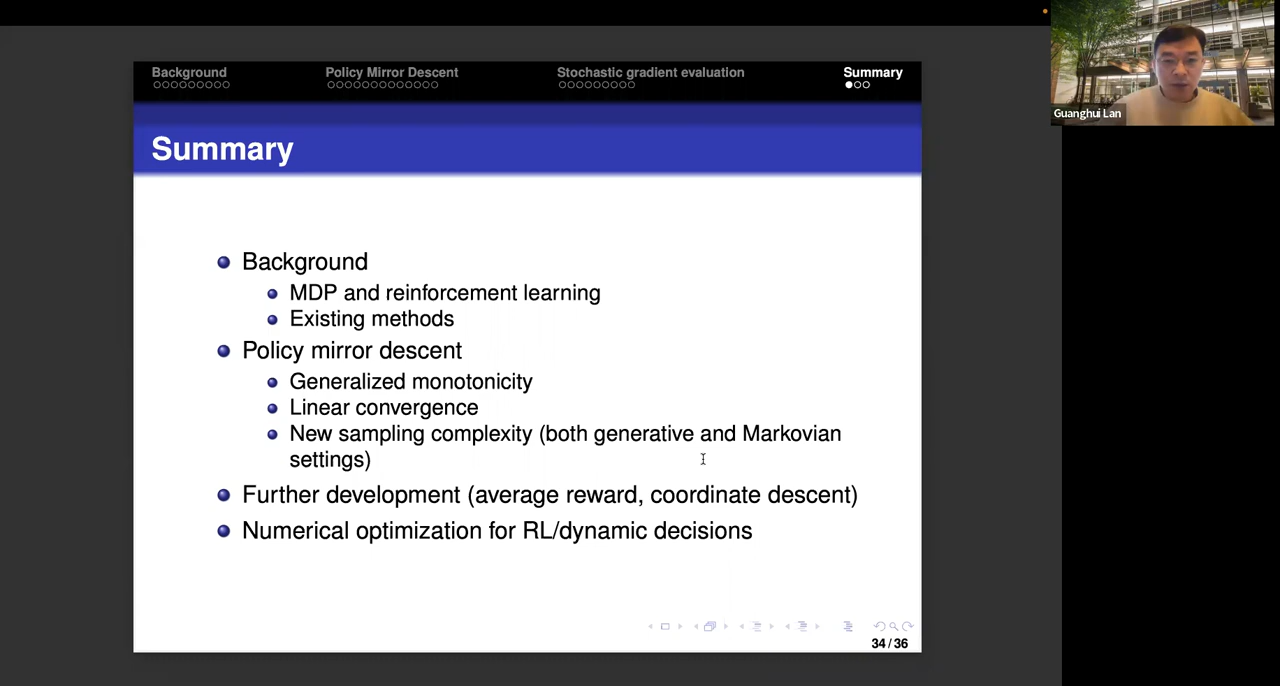 Background Policy Mirror Descent Stochastic gradient evaluation Summary
Guanghui Lan
Summary
Background
MDP and reinforcement learning
Existing methods
Policy mirror descent
Generalized monotonicity
Linear convergence
New sampling complexity (both generative and Markovian
settings)
Further development (average reward, coordinate descent)
Numerical optimization for RL/dynamic decisions
34/36